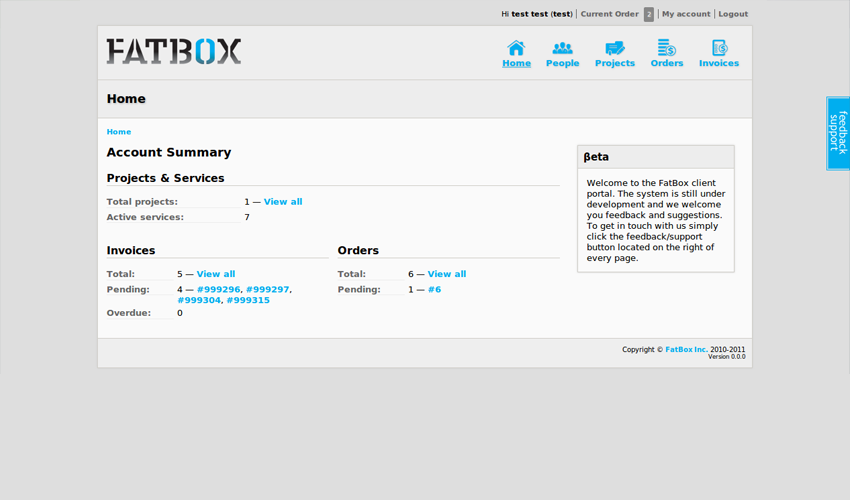 Hi test test (test) | Current Order 2 | My account | Logout
FATBOX
Home People Projects Orders Invoices
Home
feedback
support
Home
Account Summary
Projects & Services
Total projects: 1 — View all
Active services: 7
Invoices
Total: 5 — View all
Pending: 4 — #999296, #999297,
#999304, #999315
Overdue: 0
Orders
Total: 6 — View all
Pending: 1 — #6
βeta
Welcome to the FatBox client
portal. The system is still under
development and we welcome
you feedback and suggestions.
To get in touch with us simply
click the feedback/support
button located on the right of
every page.
Copyright © FatBox Inc. 2010-2011
Version 0.0.0